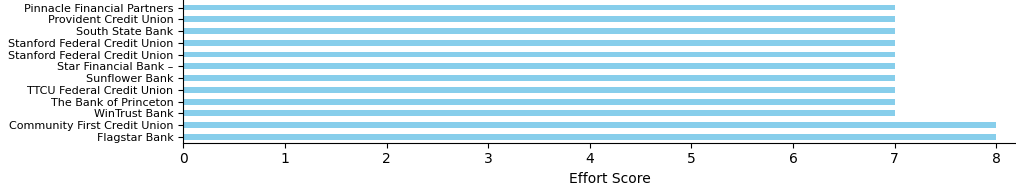 Pinnacle Financial Partners
Provident Credit Union
South State Bank
Stanford Federal Credit Union
Stanford Federal Credit Union
Star Financial Bank –
Sunflower Bank
TTCU Federal Credit Union
The Bank of Princeton
WinTrust Bank
Community First Credit Union
Flagstar Bank
0 1 2 3 4 5 6 7 8
Effort Score